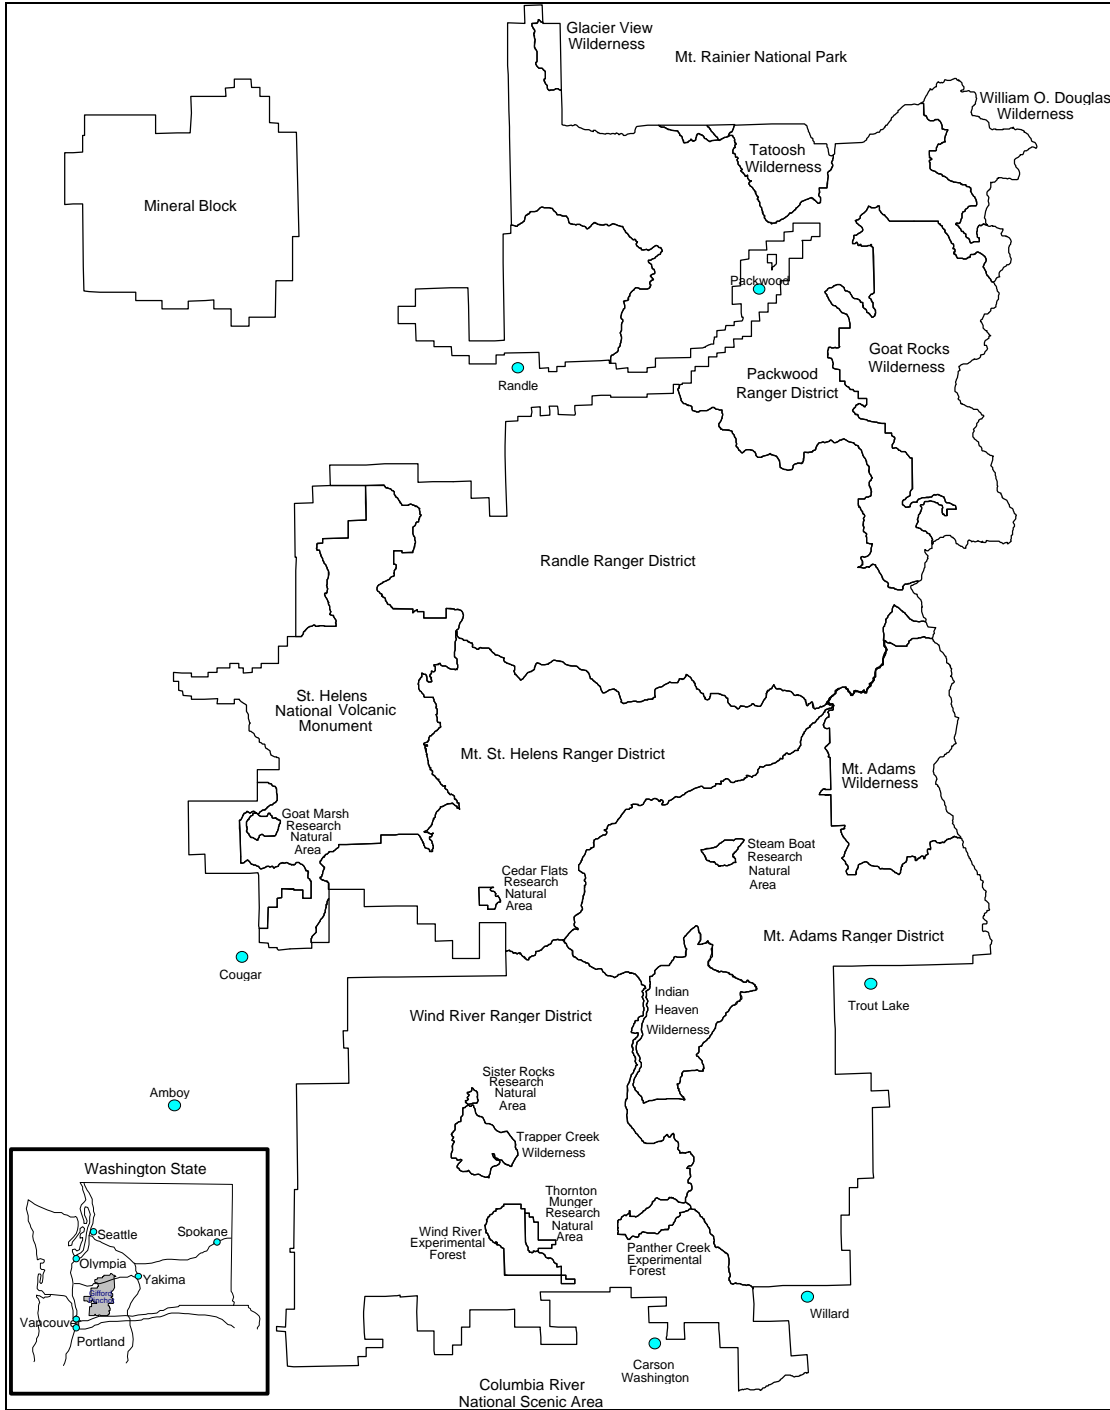 Glacier View
Wilderness
Mt. Rainier National Park
William O. Douglas
Wilderness
Tatoosh
Wilderness
Mineral Block
Packwood
Goat Rocks
Wilderness
Packwood
Ranger District
Randle
Randle Ranger District
St. Helens
National Volcanic
Monument
Mt. St. Helens Ranger District
Mt. Adams
Wilderness
Goat Marsh
Research
Natural
Area
Steam Boat
Research
Natural
Area
Cedar Flats
Research
Natural
Area
Mt. Adams Ranger District
Cougar
Trout Lake
Indian
Heaven
Wilderness
Wind River Ranger District
Sister Rocks
Research
Natural
Area
Amboy
Trapper Creek
Wilderness
Thornton
Munger
Research
Natural
Area
Wind River
Experimental
Forest
Panther Creek
Experimental
Forest
Willard
Carson
Washington
Columbia River
National Scenic Area
Washington State
Seattle
Spokane
Olympia
Yakima
Gifford
Vancouver
Portland